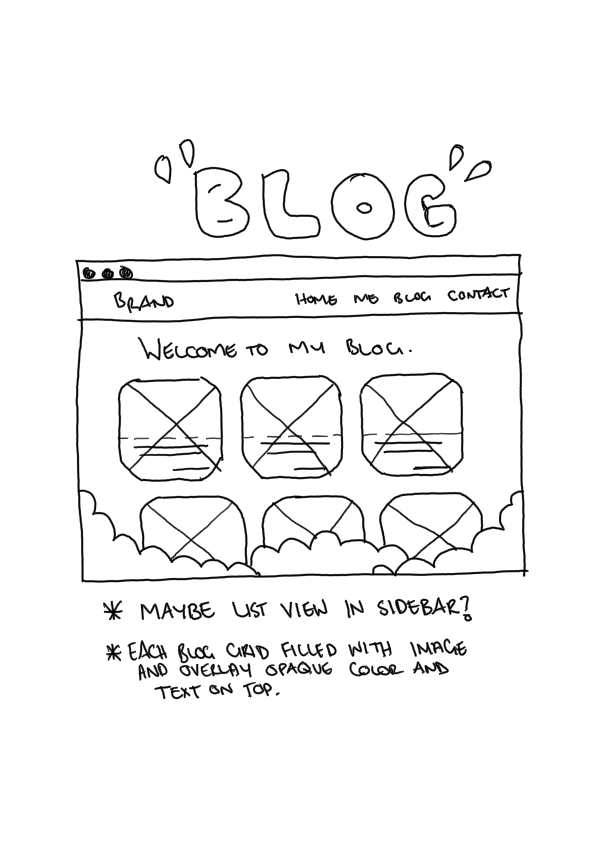 BLOG
BRAND HOME ME BLOG CONTACT
WELCOME TO MY BLOG.
* MAYBE LIST VIEW IN SIDEBAR?
* EACH BLOG GRID FILLED WITH IMAGE
AND OVERLAY OPAQUE COLOR AND
TEXT ON TOP.